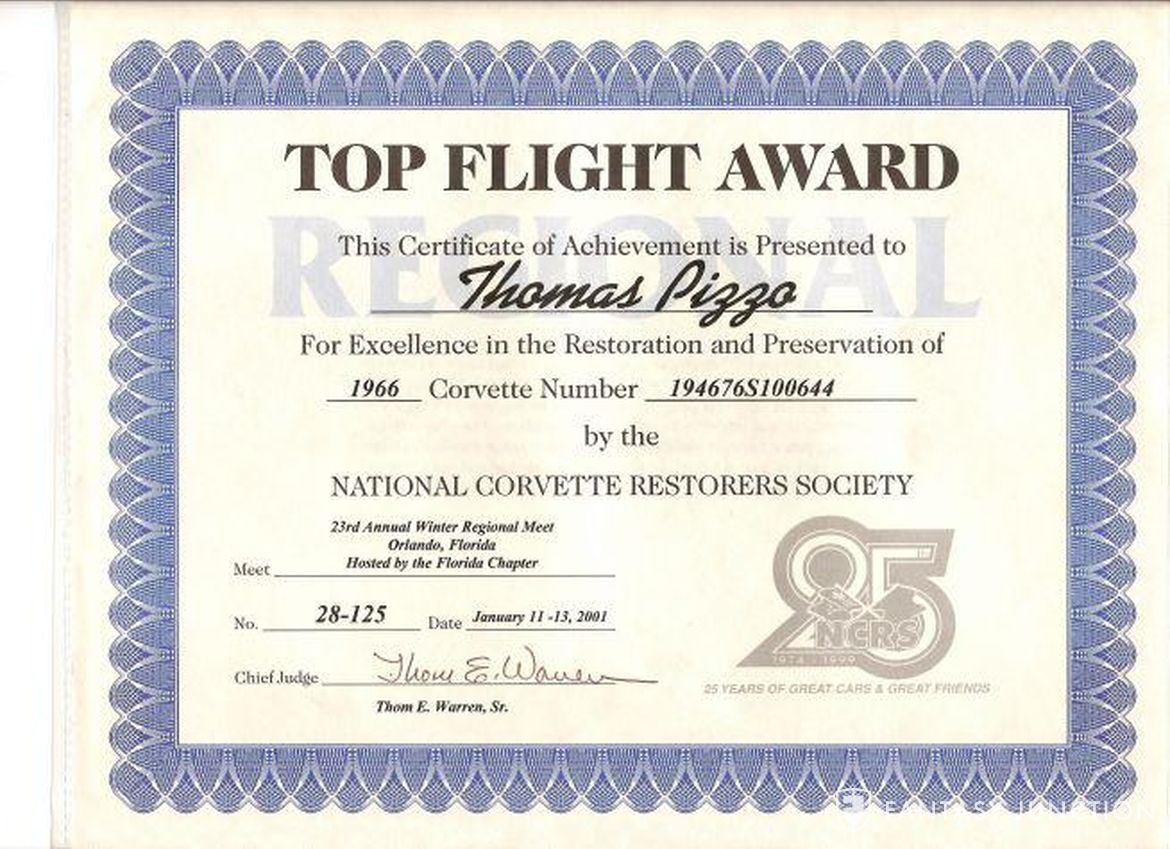 TOP FLIGHT AWARD
REGIONAL
This Certificate of Achievement is Presented to
Thomas Pizzo
For Excellence in the Restoration and Preservation of
1966 Corvette Number 194676S100644
by the
NATIONAL CORVETTE RESTORERS SOCIETY
23rd Annual Winter Regional Meet
Orlando, Florida
Meet Hosted by the Florida Chapter
No. 28-125 Date January 11 -13, 2001
Chief Judge Thom E. Warren
Thom E. Warren, Sr.
25
NCRS
1974 - 1999
25 YEARS OF GREAT CARS & GREAT FRIENDS
FANTASY JUNCTION